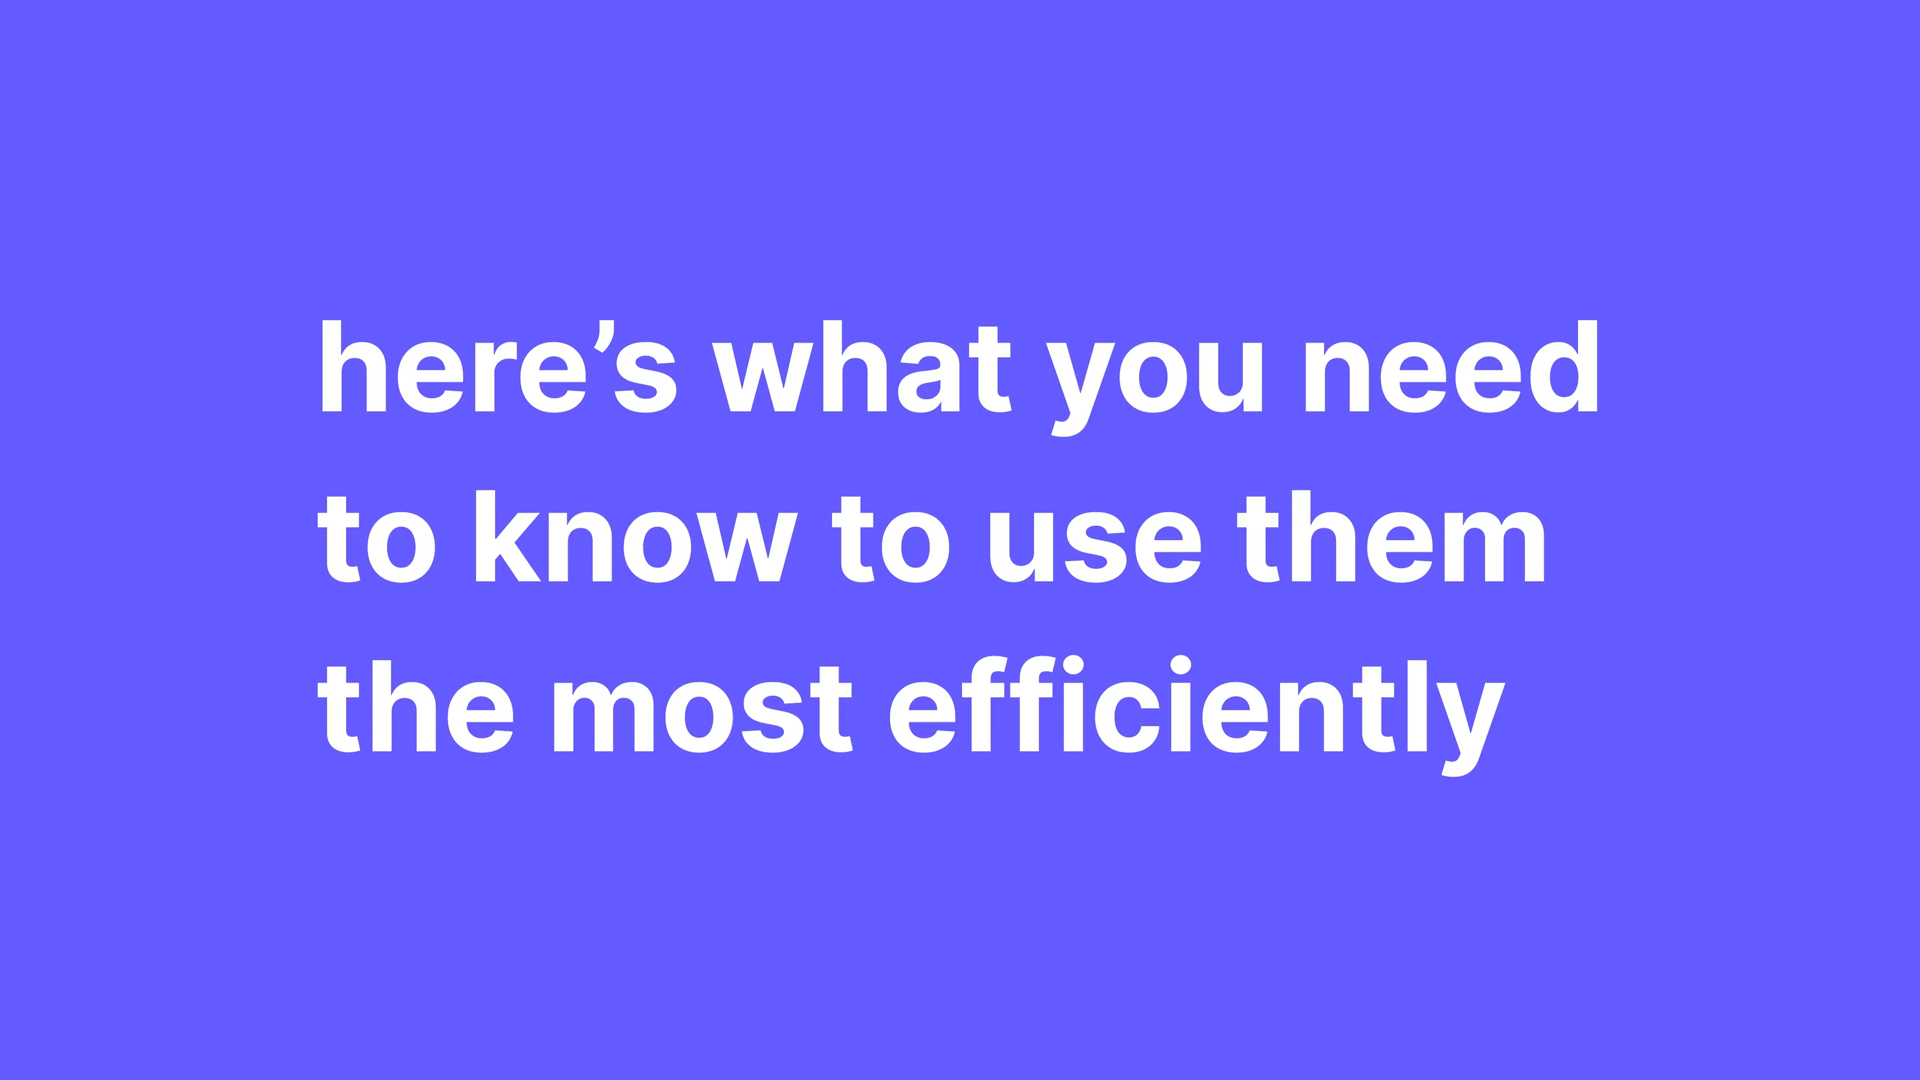 here’s what you need
to know to use them
the most efficiently